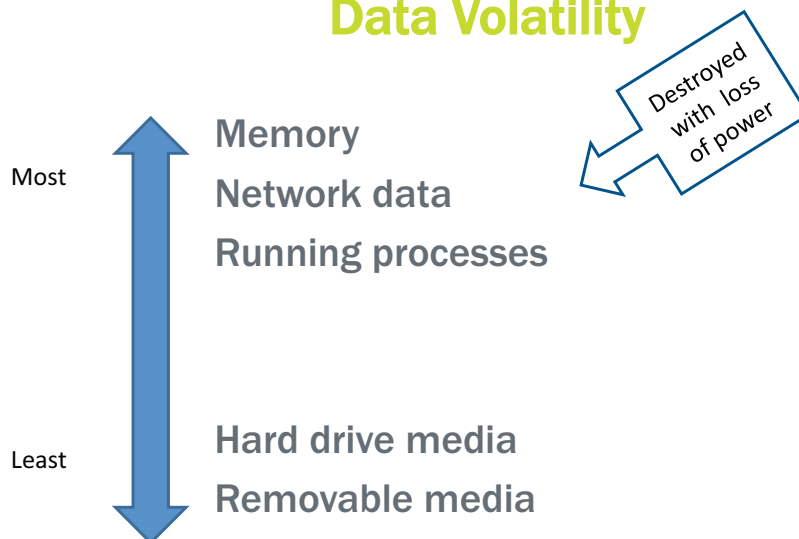 Data Volatility
Destroyed
with loss
of power
Most
Memory
Network data
Running processes
Least
Hard drive media
Removable media